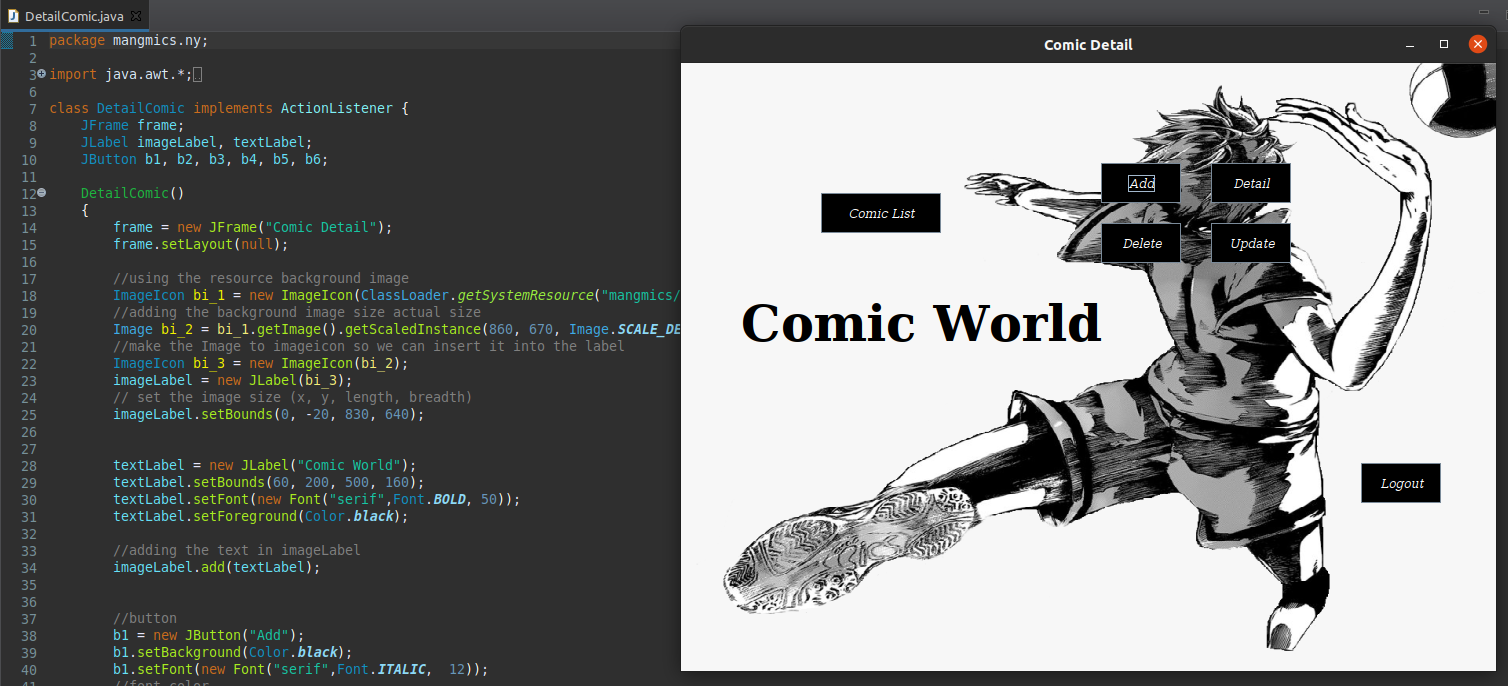 DetailComic.java
1 package mangmics.ny;
2
3 import java.awt.*;
6
7 class DetailComic implements ActionListener {
8 JFrame frame;
9 JLabel imageLabel, textLabel;
10 JButton b1, b2, b3, b4, b5, b6;
11
12 DetailComic()
13 {
14 frame = new JFrame("Comic Detail");
15 frame.setLayout(null);
16
17 //using the resource background image
18 ImageIcon bi_1 = new ImageIcon(ClassLoader.getSystemResource("mangmics/
19 //adding the background image size actual size
20 Image bi_2 = bi_1.getImage().getScaledInstance(860, 670, Image.SCALE_DE
21 //make the Image to imageicon so we can insert it into the label
22 ImageIcon bi_3 = new ImageIcon(bi_2);
23 imageLabel = new JLabel(bi_3);
24 // set the image size (x, y, length, breadth)
25 imageLabel.setBounds(0, -20, 830, 640);
26
27
28 textLabel = new JLabel("Comic World");
29 textLabel.setBounds(60, 200, 500, 160);
30 textLabel.setFont(new Font("serif",Font.BOLD, 50));
31 textLabel.setForeground(Color.black);
32
33 //adding the text in imageLabel
34 imageLabel.add(textLabel);
35
36
37 //button
38 b1 = new JButton("Add");
39 b1.setBackground(Color.black);
40 b1.setFont(new Font("serif",Font.ITALIC, 12));
41 //font color
Comic Detail
Add
Detail
Comic List
Delete
Update
Comic World
Logout